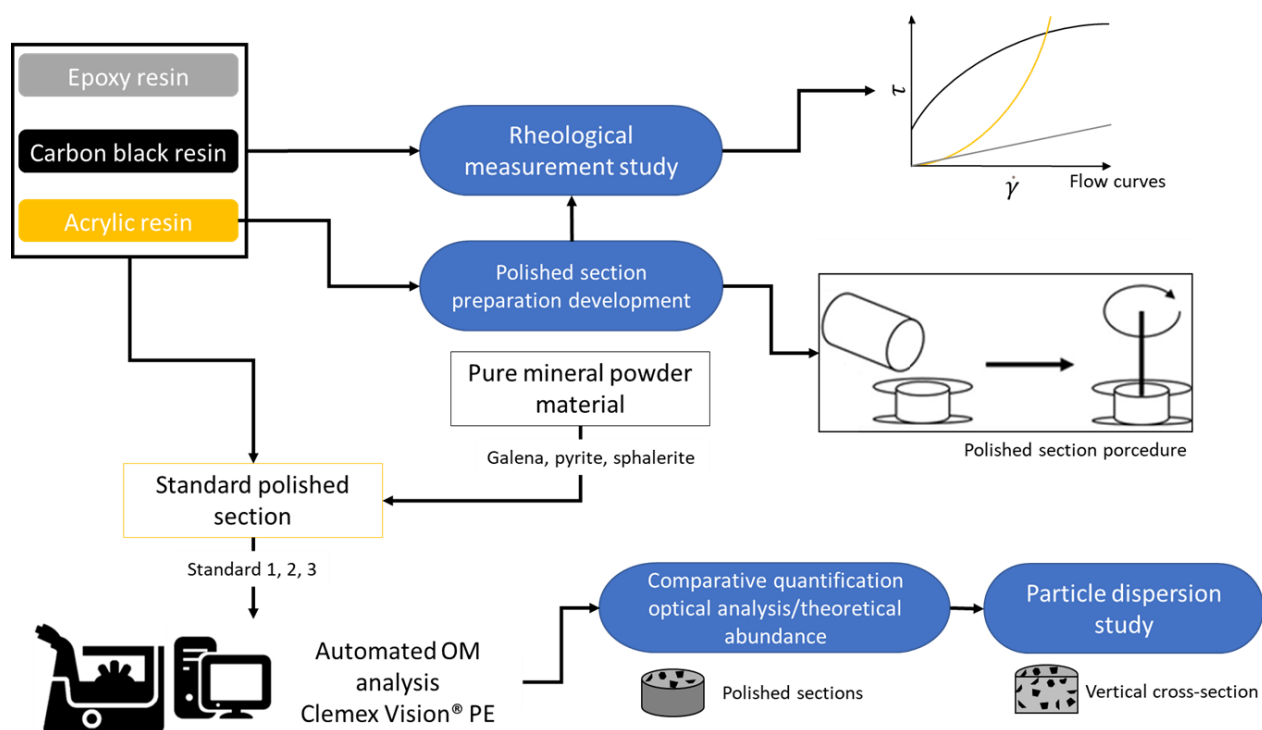 Epoxy resin
Carbon black resin
Acrylic resin
Rheological
measurement study
τ
γ̇
Flow curves
Polished section
preparation development
Pure mineral powder
material
Galena, pyrite, sphalerite
Polished section porcedure
Standard polished
section
Standard 1, 2, 3
Automated OM
analysis
Clemex Vision® PE
Comparative quantification
optical analysis/theoretical
abundance
Particle dispersion
study
Polished sections
Vertical cross-section